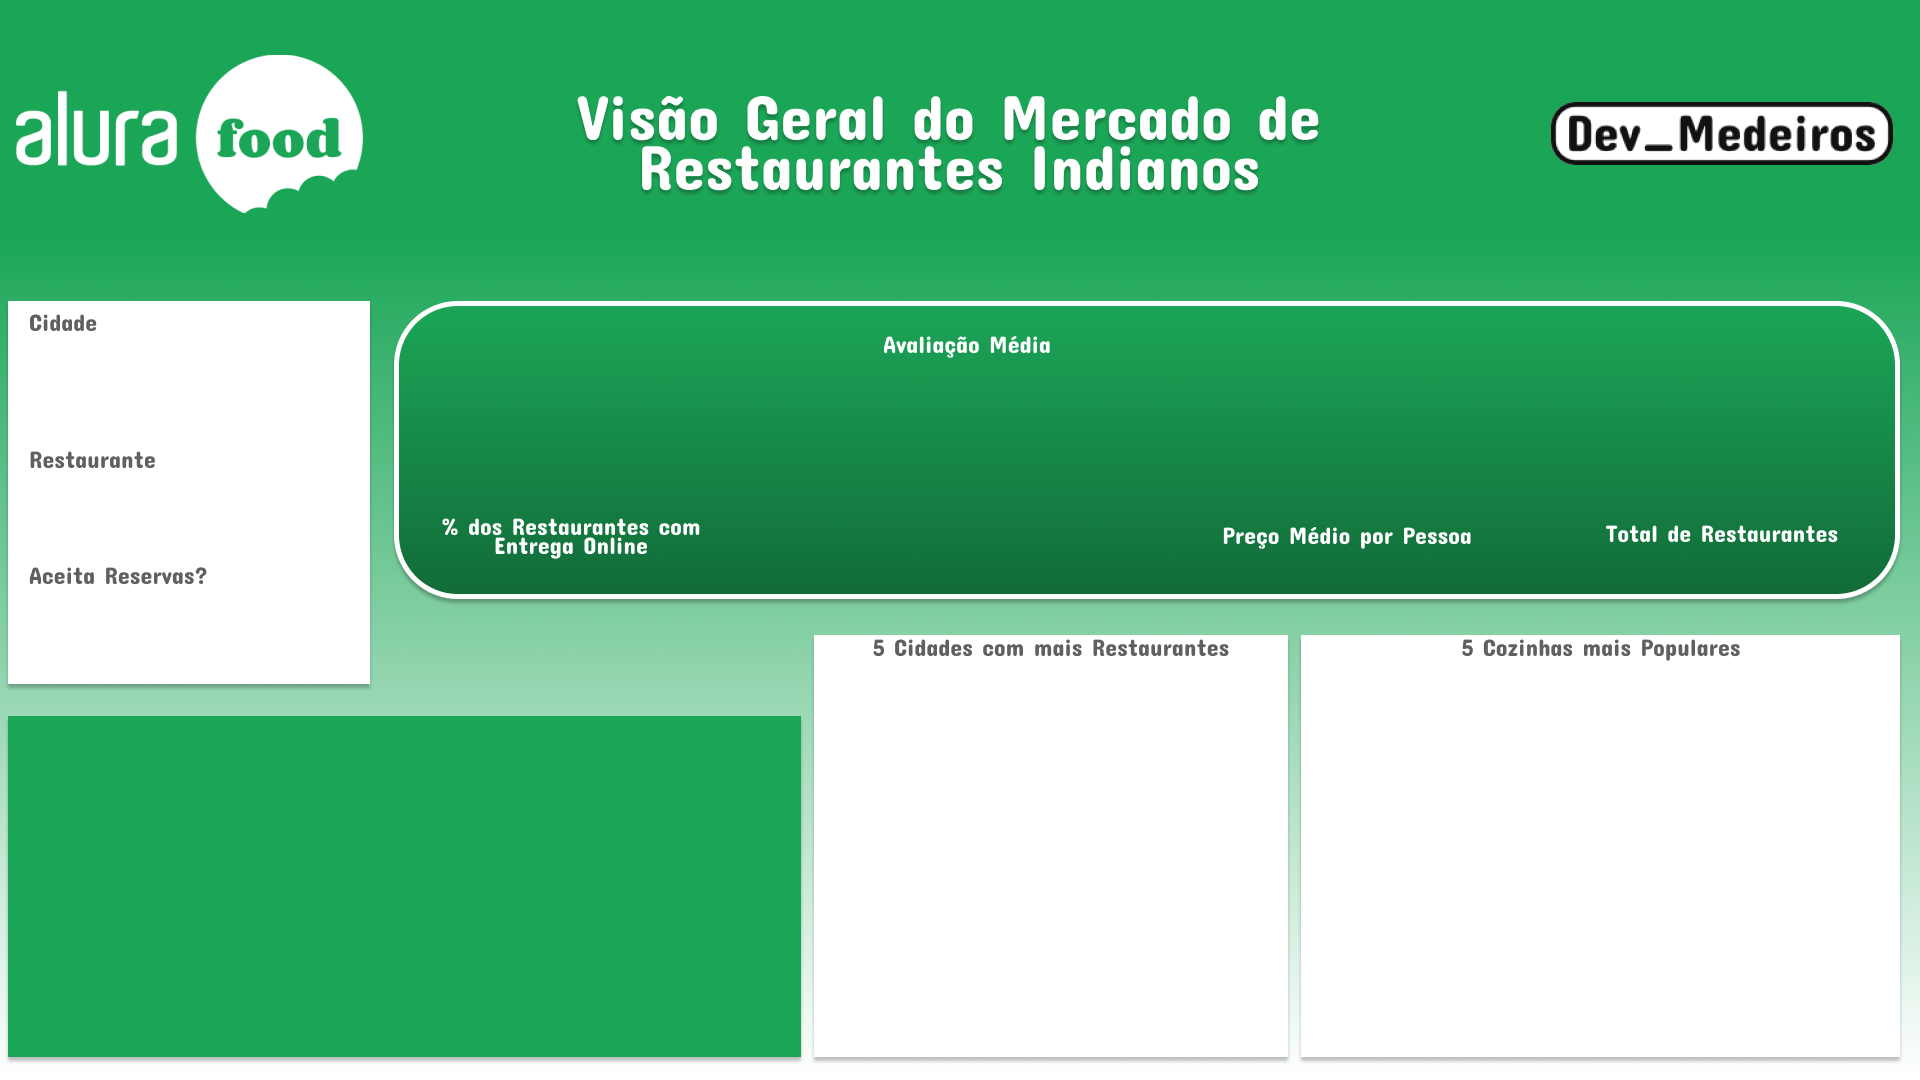 alura food
Visão Geral do Mercado de
Restaurantes Indianos
Dev_Medeiros
Cidade
Restaurante
Aceita Reservas?
Avaliação Média
% dos Restaurantes com
Entrega Online
Preço Médio por Pessoa
Total de Restaurantes
5 Cidades com mais Restaurantes
5 Cozinhas mais Populares